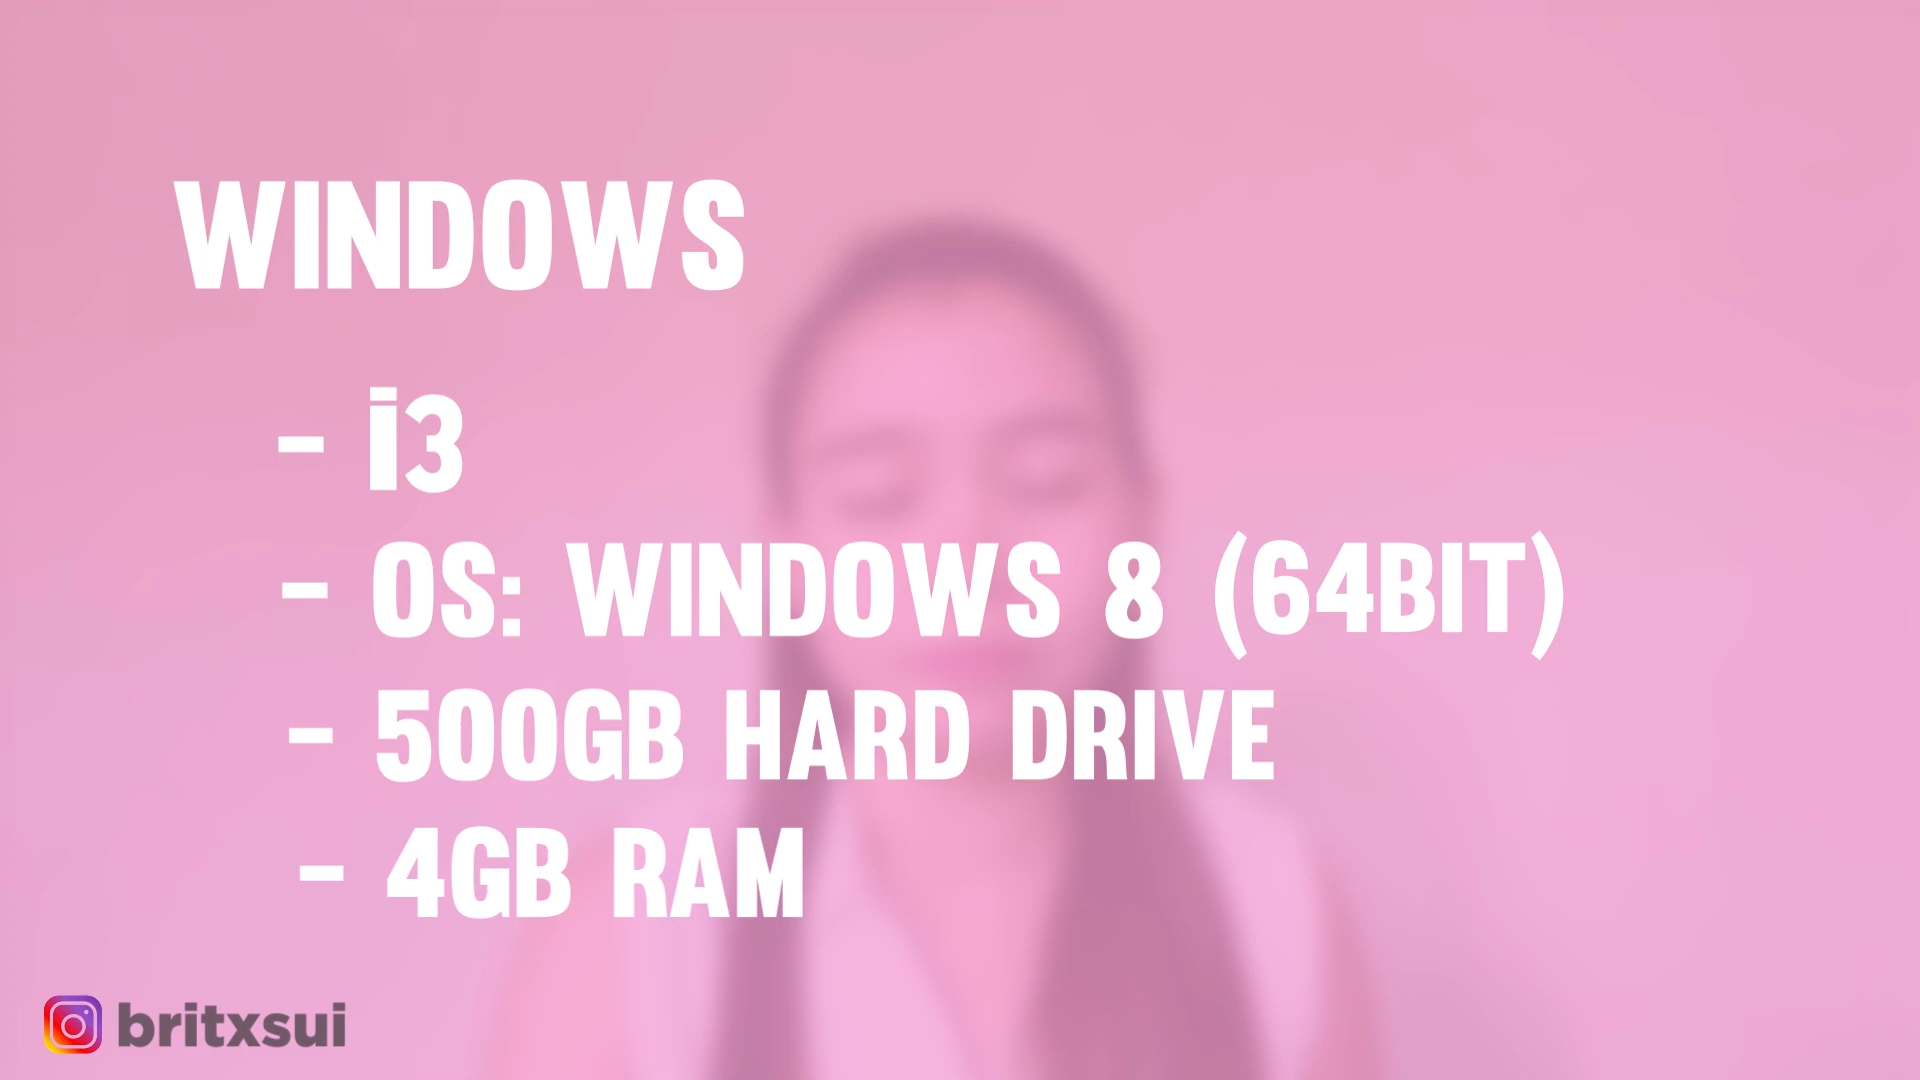 WINDOWS
- i3
- OS: WINDOWS 8 (64BIT)
- 500GB HARD DRIVE
- 4GB RAM
britxsui